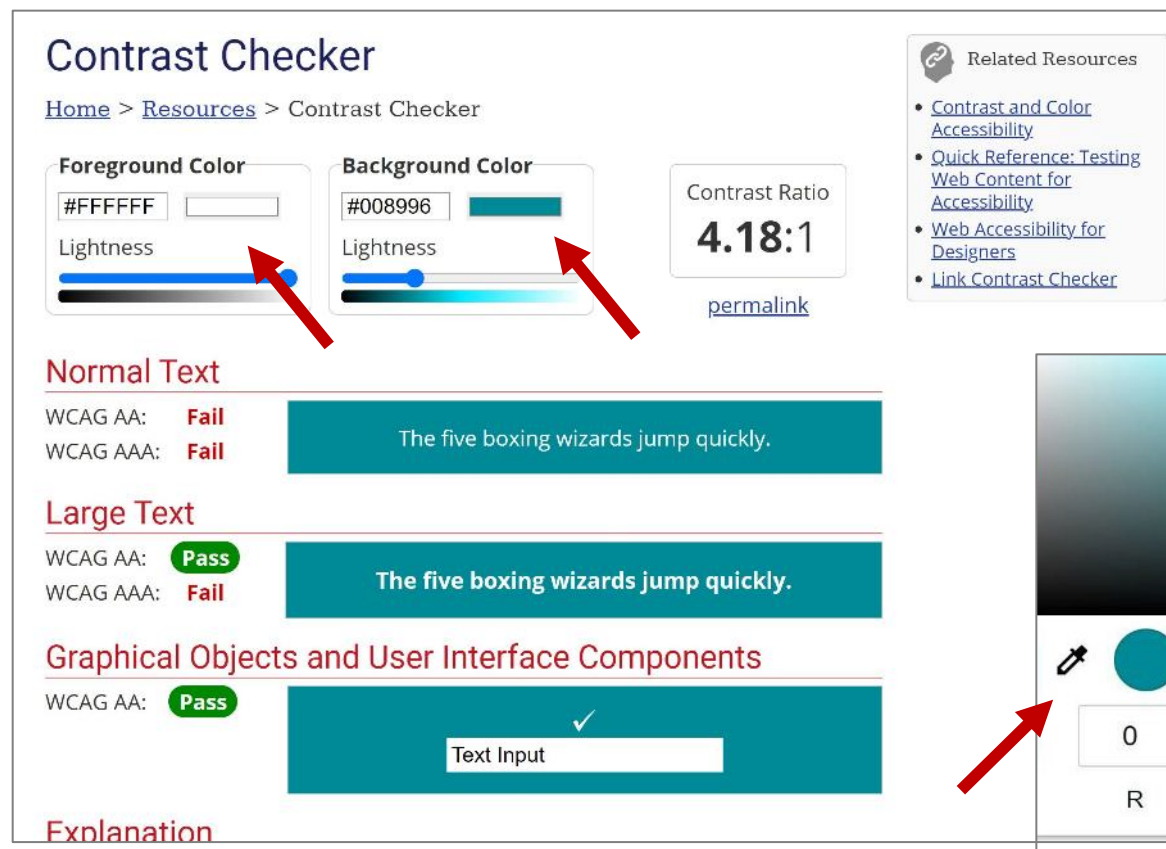 Contrast Checker
Home > Resources > Contrast Checker
Foreground Color
#FFFFFF
Lightness
Background Color
#008996
Lightness
Contrast Ratio
4.18:1
permalink
Related Resources
• Contrast and Color
Accessibility
• Quick Reference: Testing
Web Content for
Accessibility
• Web Accessibility for
Designers
• Link Contrast Checker
Normal Text
WCAG AA: Fail
WCAG AAA: Fail
The five boxing wizards jump quickly.
Large Text
WCAG AA: Pass
WCAG AAA: Fail
The five boxing wizards jump quickly.
Graphical Objects and User Interface Components
WCAG AA: Pass
✓
Text Input
0
R
Explanation